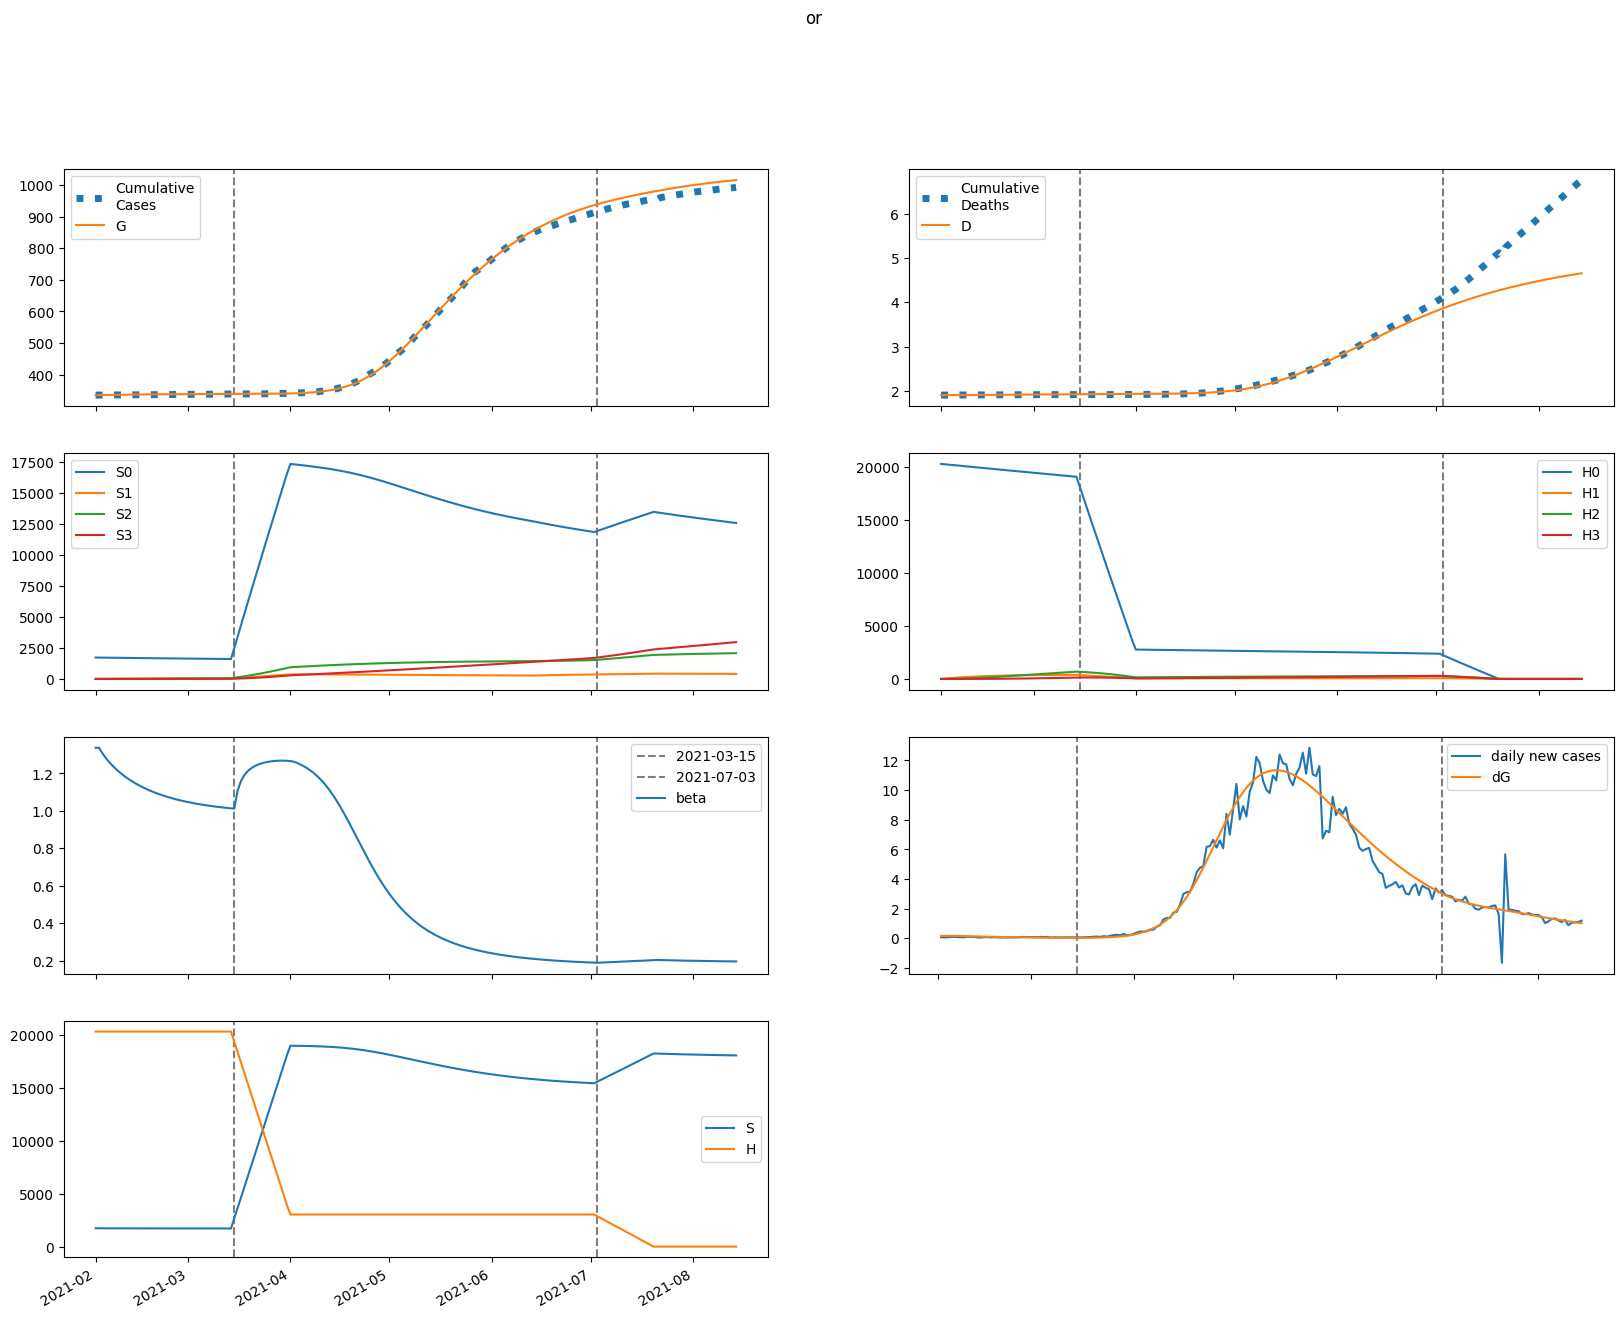 or
1000
900
800
700
600
500
400
Cumulative
Cases
G
6
5
4
3
2
Cumulative
Deaths
D
17500
15000
12500
10000
7500
5000
2500
0
S0
S1
S2
S3
20000
15000
10000
5000
0
H0
H1
H2
H3
1.2
1.0
0.8
0.6
0.4
0.2
2021-03-15
2021-07-03
beta
12
10
8
6
4
2
0
−2
daily new cases
dG
20000
15000
10000
5000
0
S
H
2021-02
2021-03
2021-04
2021-05
2021-06
2021-07
2021-08